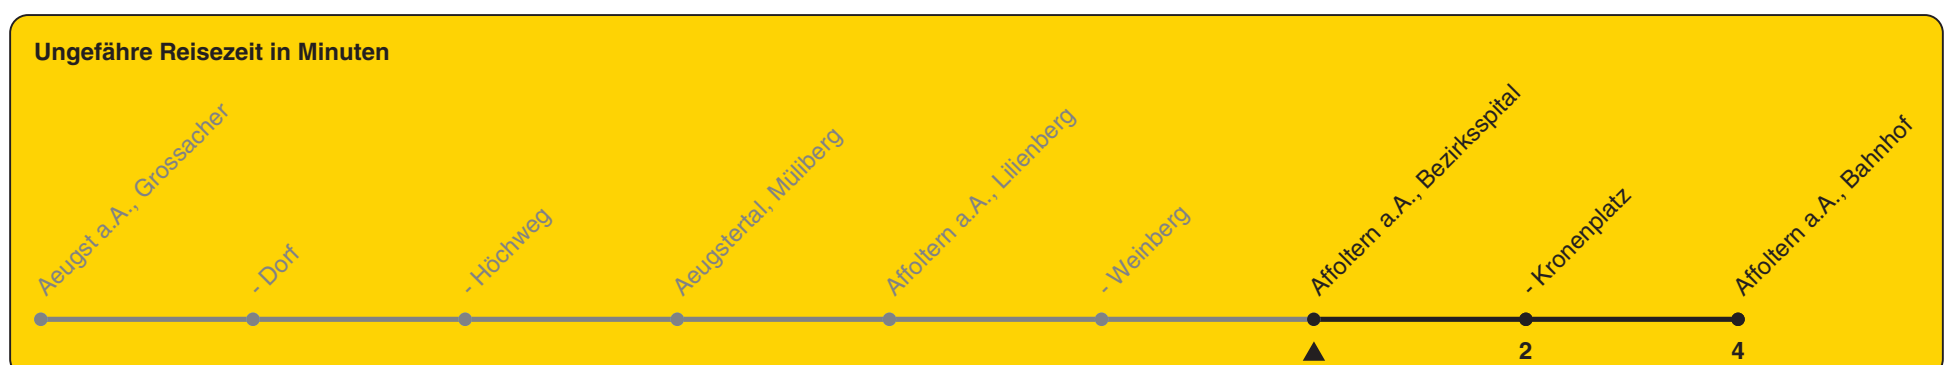 Ungefähre Reisezeit in Minuten
Aeugst a.A., Grossacher
- Dorf
- Höchweg
Aeugstertal, Müliberg
Affoltern a.A., Lilienberg
- Weinberg
Affoltern a.A., Bezirksspital
- Kronenplatz
Affoltern a.A., Bahnhof
2
4